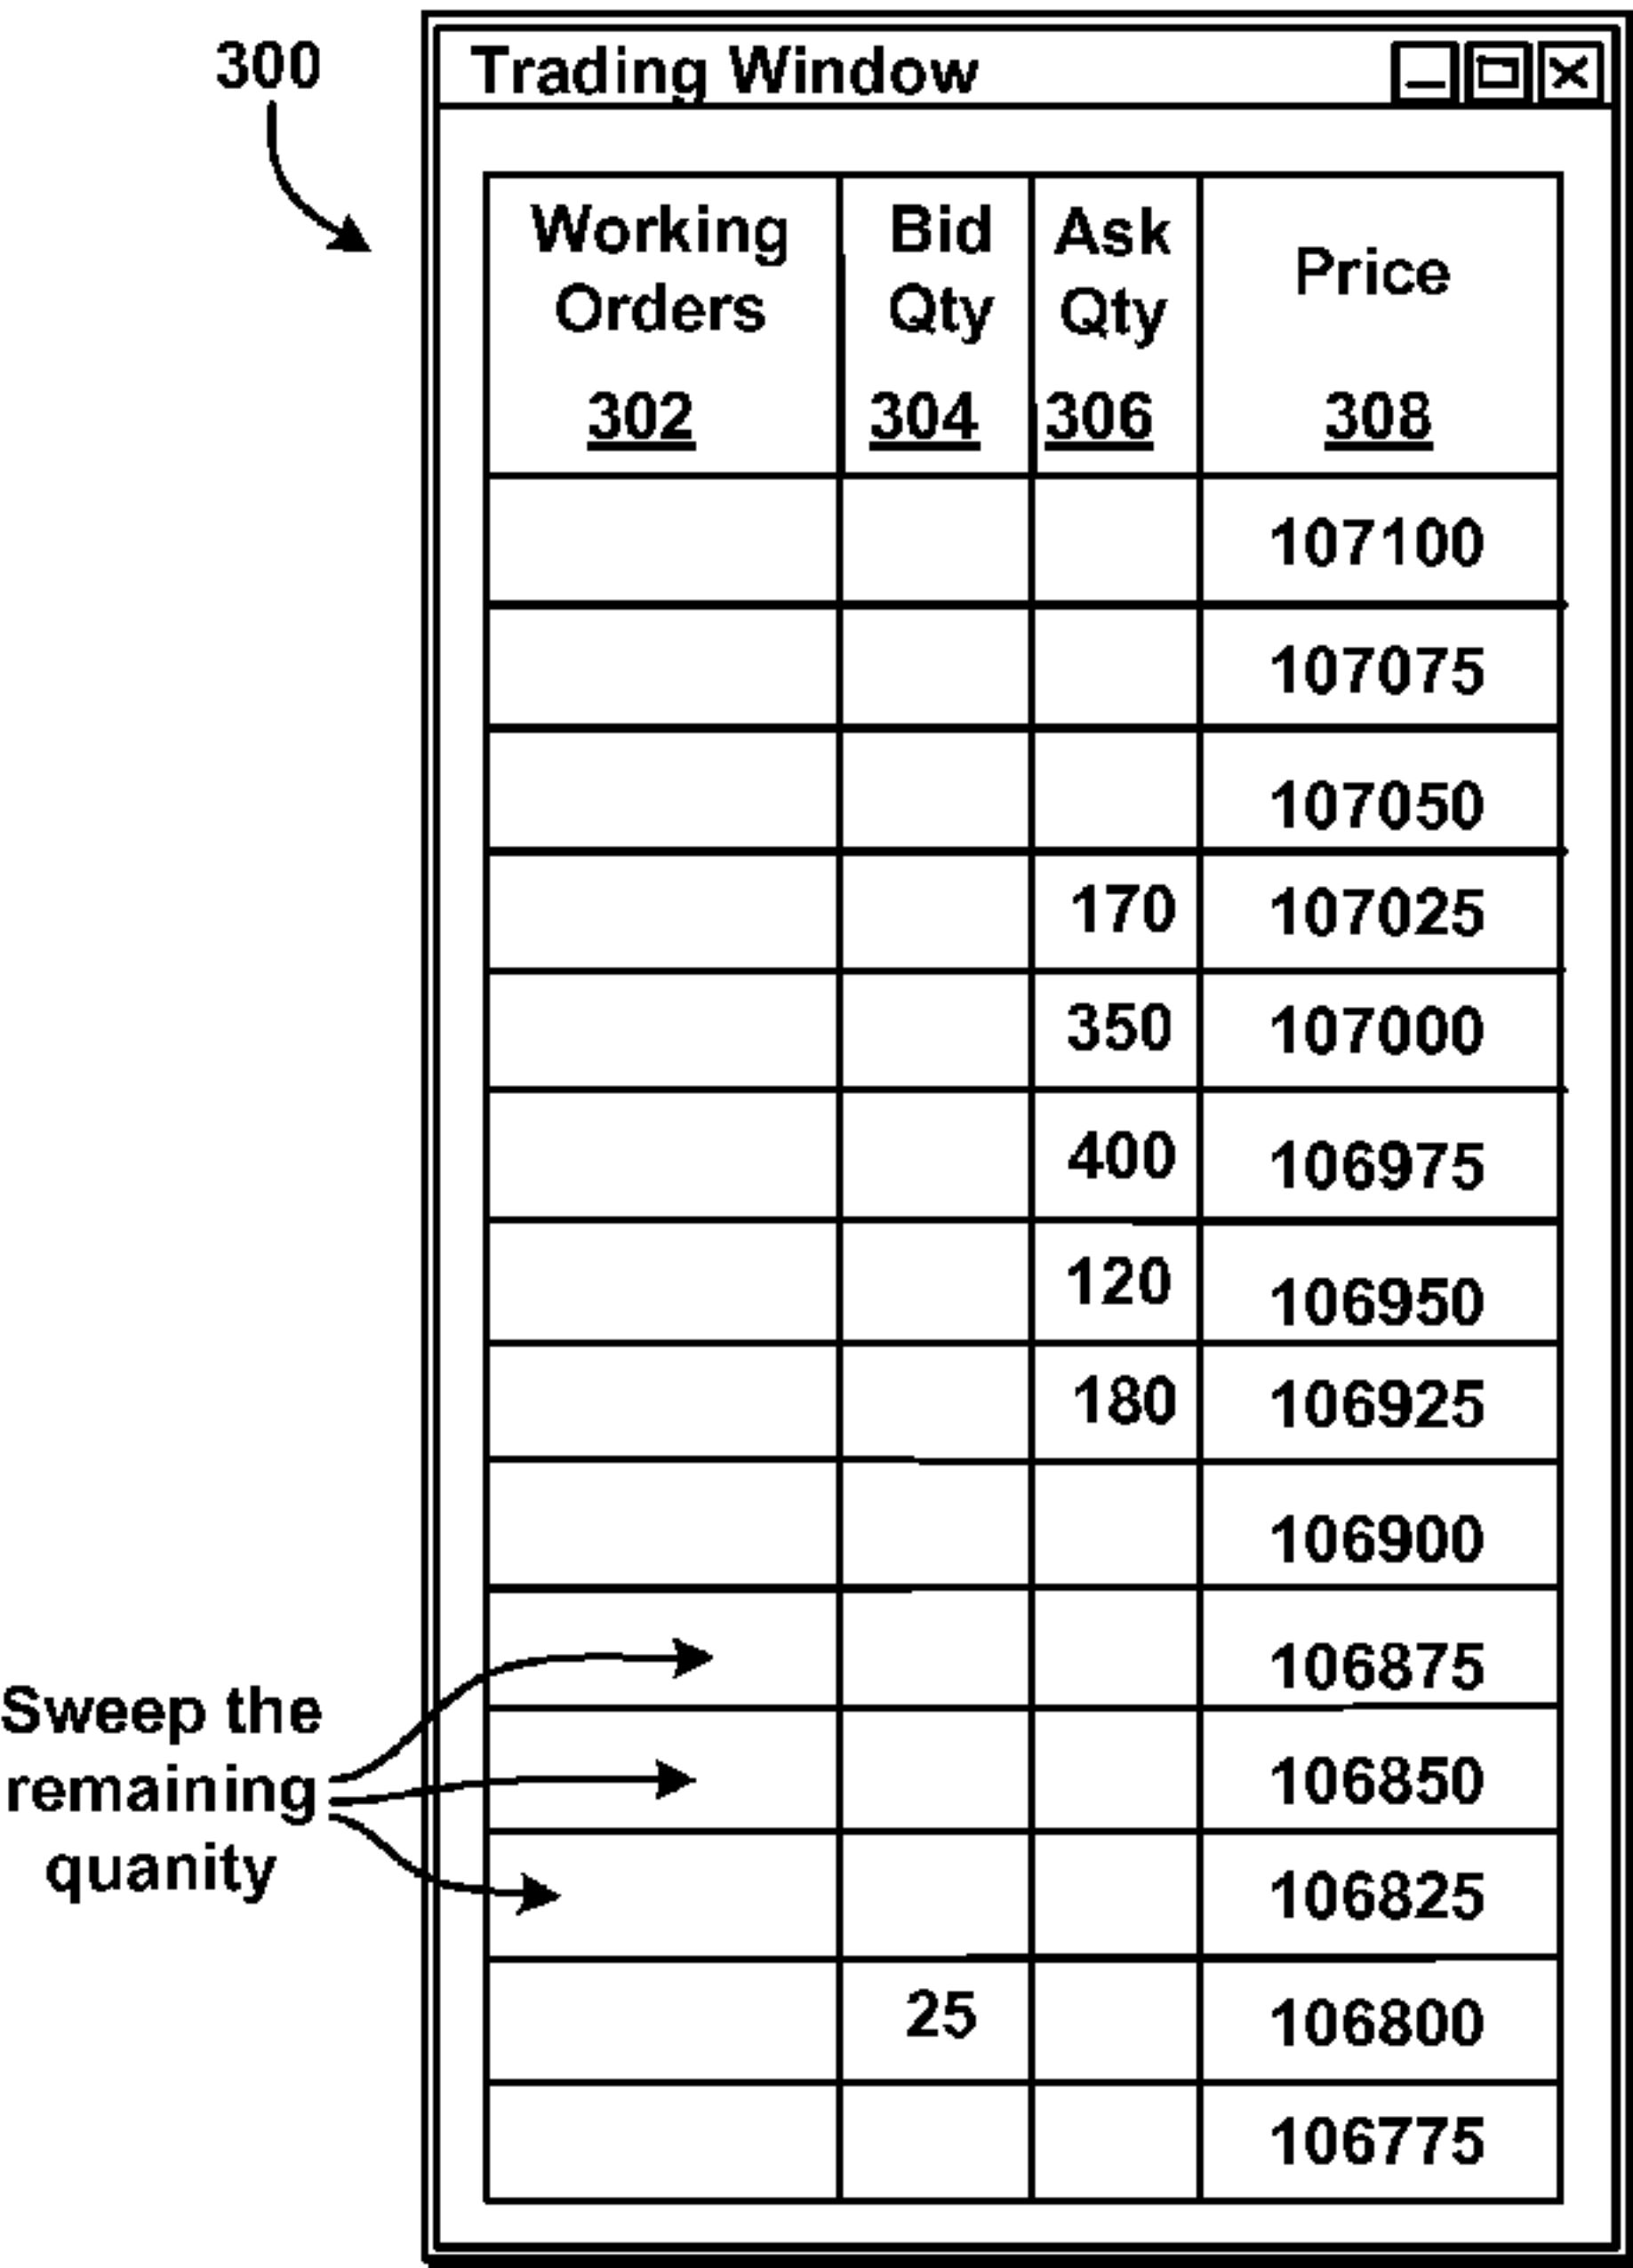 300
Trading Window
Working Orders
302
Bid Qty
304
Ask Qty
306
Price
308
107100
107075
107050
170 107025
350 107000
400 106975
120 106950
180 106925
106900
106875
106850
106825
25 106800
106775
Sweep the
remaining
quanity